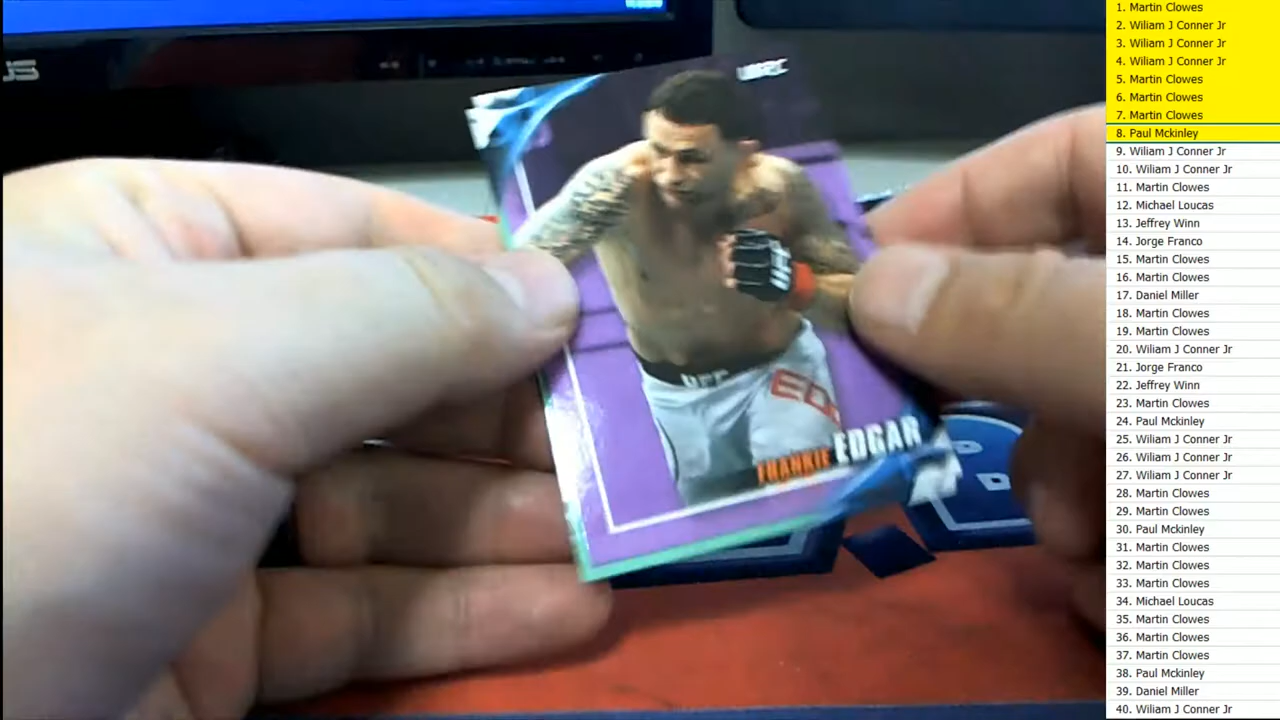 UFC
UFC
UFC
EDG
FRANKIE EDGAR
1. Martin Clowes
2. Wiliam J Conner Jr
3. Wiliam J Conner Jr
4. Wiliam J Conner Jr
5. Martin Clowes
6. Martin Clowes
7. Martin Clowes
8. Paul Mckinley
9. Wiliam J Conner Jr
10. Wiliam J Conner Jr
11. Martin Clowes
12. Michael Loucas
13. Jeffrey Winn
14. Jorge Franco
15. Martin Clowes
16. Martin Clowes
17. Daniel Miller
18. Martin Clowes
19. Martin Clowes
20. Wiliam J Conner Jr
21. Jorge Franco
22. Jeffrey Winn
23. Martin Clowes
24. Paul Mckinley
25. Wiliam J Conner Jr
26. Wiliam J Conner Jr
27. Wiliam J Conner Jr
28. Martin Clowes
29. Martin Clowes
30. Paul Mckinley
31. Martin Clowes
32. Martin Clowes
33. Martin Clowes
34. Michael Loucas
35. Martin Clowes
36. Martin Clowes
37. Martin Clowes
38. Paul Mckinley
39. Daniel Miller
40. Wiliam J Conner Jr